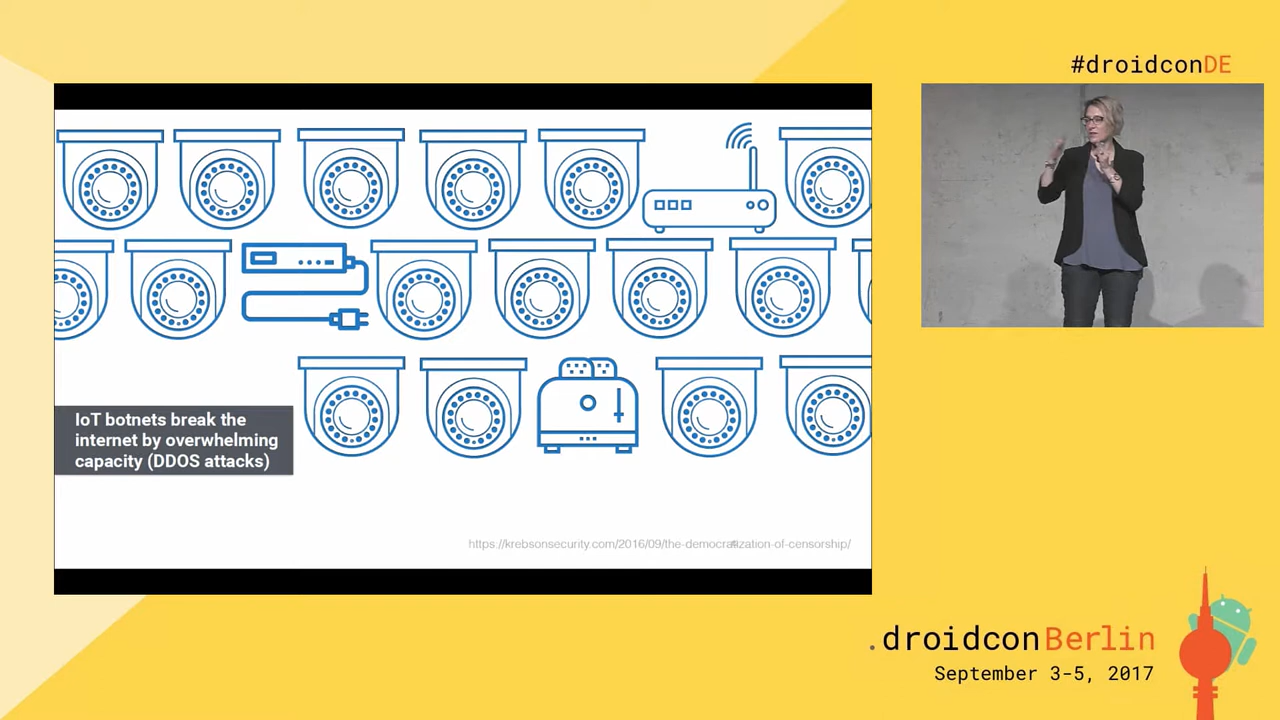 #droidconDE
IoT botnets break the
internet by overwhelming
capacity (DDOS attacks)
https://krebsonsecurity.com/2016/09/the-democratization-of-censorship/
.droidconBerlin
September 3-5, 2017